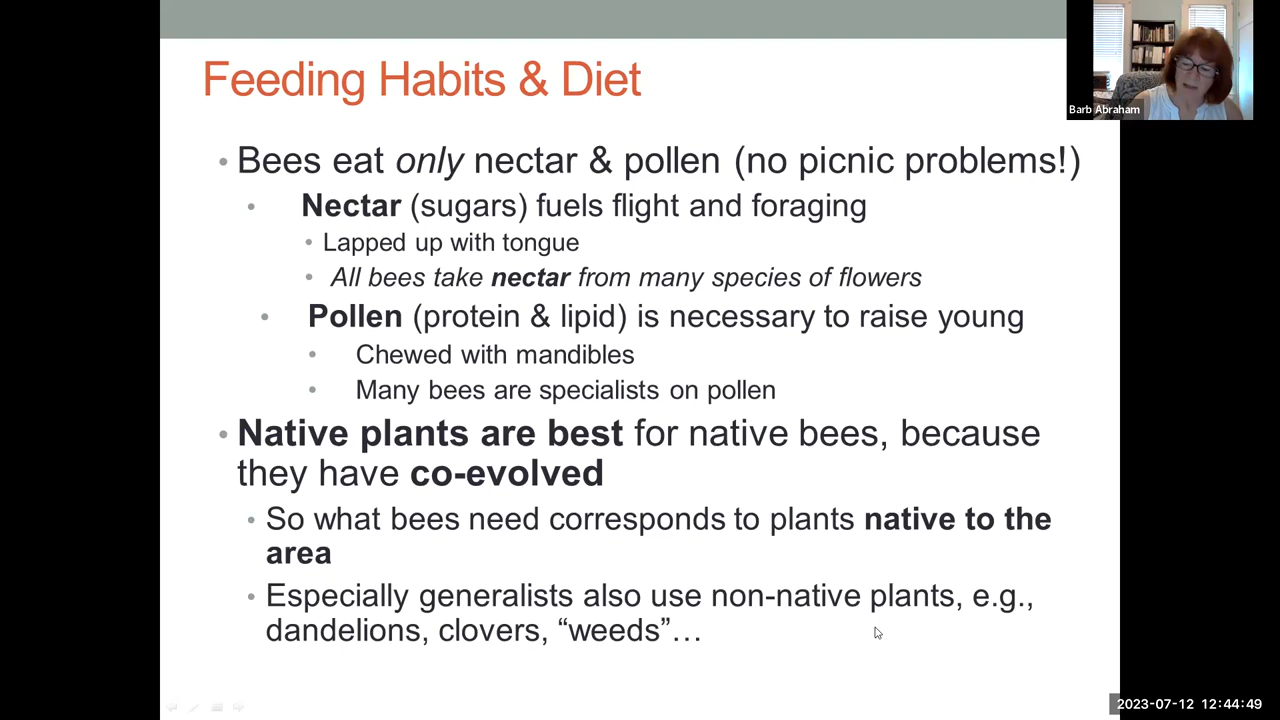 Feeding Habits & Diet
Barb Abraham
• Bees eat only nectar & pollen (no picnic problems!)
• Nectar (sugars) fuels flight and foraging
• Lapped up with tongue
• All bees take nectar from many species of flowers
• Pollen (protein & lipid) is necessary to raise young
• Chewed with mandibles
• Many bees are specialists on pollen
• Native plants are best for native bees, because
they have co-evolved
• So what bees need corresponds to plants native to the
area
• Especially generalists also use non-native plants, e.g.,
dandelions, clovers, “weeds”…
2023-07-12 12:44:49